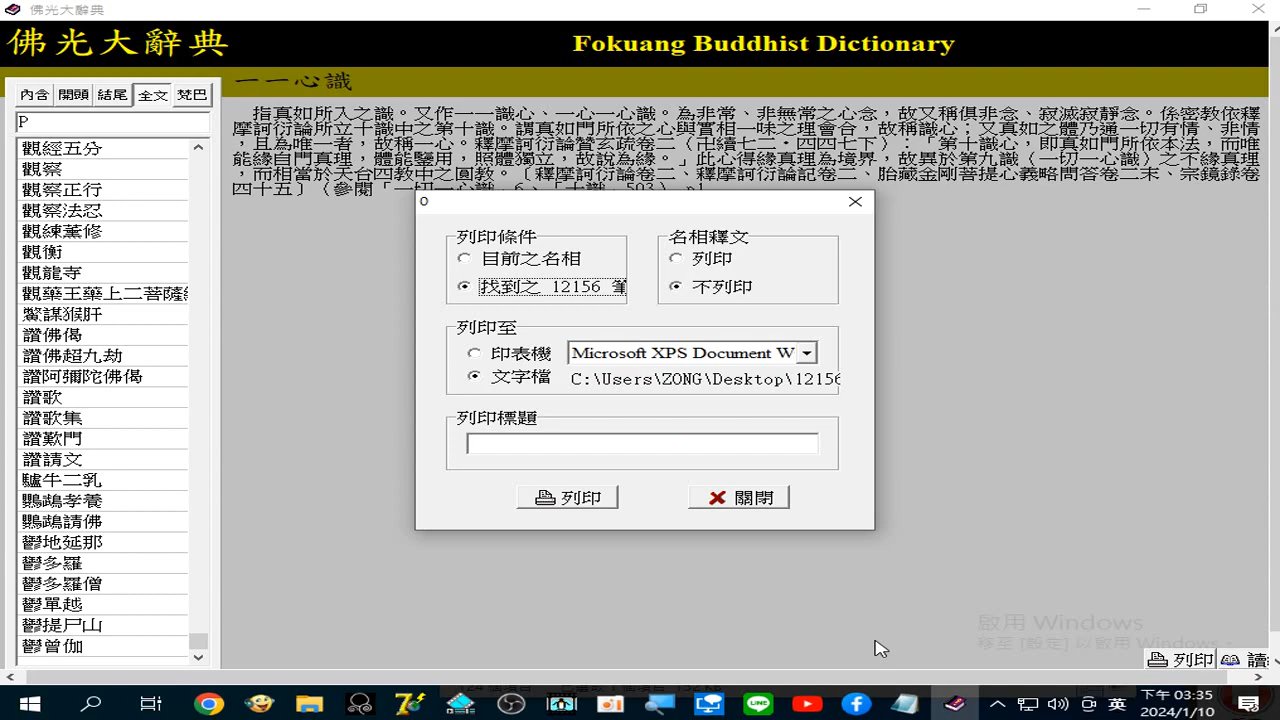 佛光大辭典
佛光大辭典
Fokuang Buddhist Dictionary
內含 開頭 結尾 全文 梵巴
P
觀經五分
觀察
觀察正行
觀察法忍
觀練薰修
觀衡
觀龍寺
觀藥王藥上二菩薩
驚謀猴肝
讚佛偈
讚佛超九劫
讚阿彌陀佛偈
讚歌
讚歌集
讚歎門
讚請文
驢牛二乳
鸚鵡孝養
鸚鵡請佛
鬱地延那
鬱多羅
鬱多羅僧
鬱單越
鬱提尸山
鬱曾伽
一一心識
指真如所入之識。又作一一識心、一心一心識。為非常、非無常之心念，故又稱俱非念、寂滅寂靜念。係密教依釋
摩訶衍論所立十識中之第十識。謂真如門所依之心與實相一味之理會合，故稱識心；又真如之體乃通一切有情、非情
，且為唯一者，故稱一心。釋摩訶衍論贊玄疏卷二（卍續七二‧四四七下）：「第十識心，即真如門所依本法，而唯
能緣自門真理，體能鑒用，照體獨立，故說為緣。」此心得緣真理為境界，故異於第九識（一切一心識）之不緣真理
，而相當於天台四教中之圓教。〔釋摩訶衍論卷二、釋摩訶衍論記卷二、胎藏金剛菩提心義略問答卷二末、宗鏡錄卷
四十五〕（參閱「一切一心識」6、「十識」503） p1
O
列印條件
目前之名相
找到之 12156 筆
名相釋文
列印
不列印
列印至
印表機 Microsoft XPS Document W
文字檔 C:\Users\ZONG\Desktop\12156
列印標題
列印 關閉
啟用 Windows
移至 [設定] 以啟用 Windows。
列印 讀
英
下午 03:35
2024/1/10